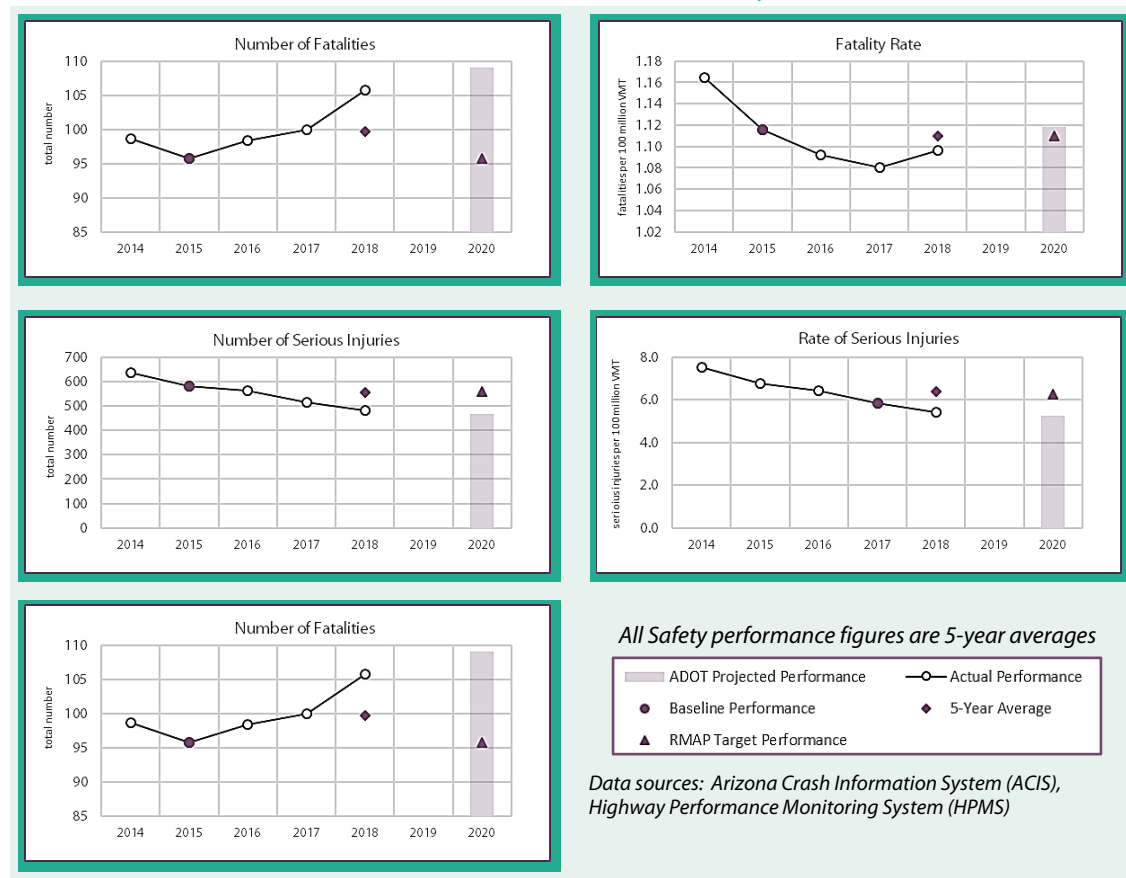 Number of Fatalities
total number
110
105
100
95
90
85
2014 2015 2016 2017 2018 2019 2020
Fatality Rate
fatalities per 100 million VMT
1.18
1.16
1.14
1.12
1.10
1.08
1.06
1.04
1.02
2014 2015 2016 2017 2018 2019 2020
Number of Serious Injuries
total number
700
600
500
400
300
200
100
0
2014 2015 2016 2017 2018 2019 2020
Rate of Serious Injuries
serioius injuries per 100 million VMT
8.0
6.0
4.0
2.0
0.0
2014 2015 2016 2017 2018 2019 2020
Number of Fatalities
total number
110
105
100
95
90
85
2014 2015 2016 2017 2018 2019 2020
All Safety performance figures are 5-year averages
ADOT Projected Performance
Actual Performance
Baseline Performance
5-Year Average
RMAP Target Performance
Data sources: Arizona Crash Information System (ACIS),
Highway Performance Monitoring System (HPMS)